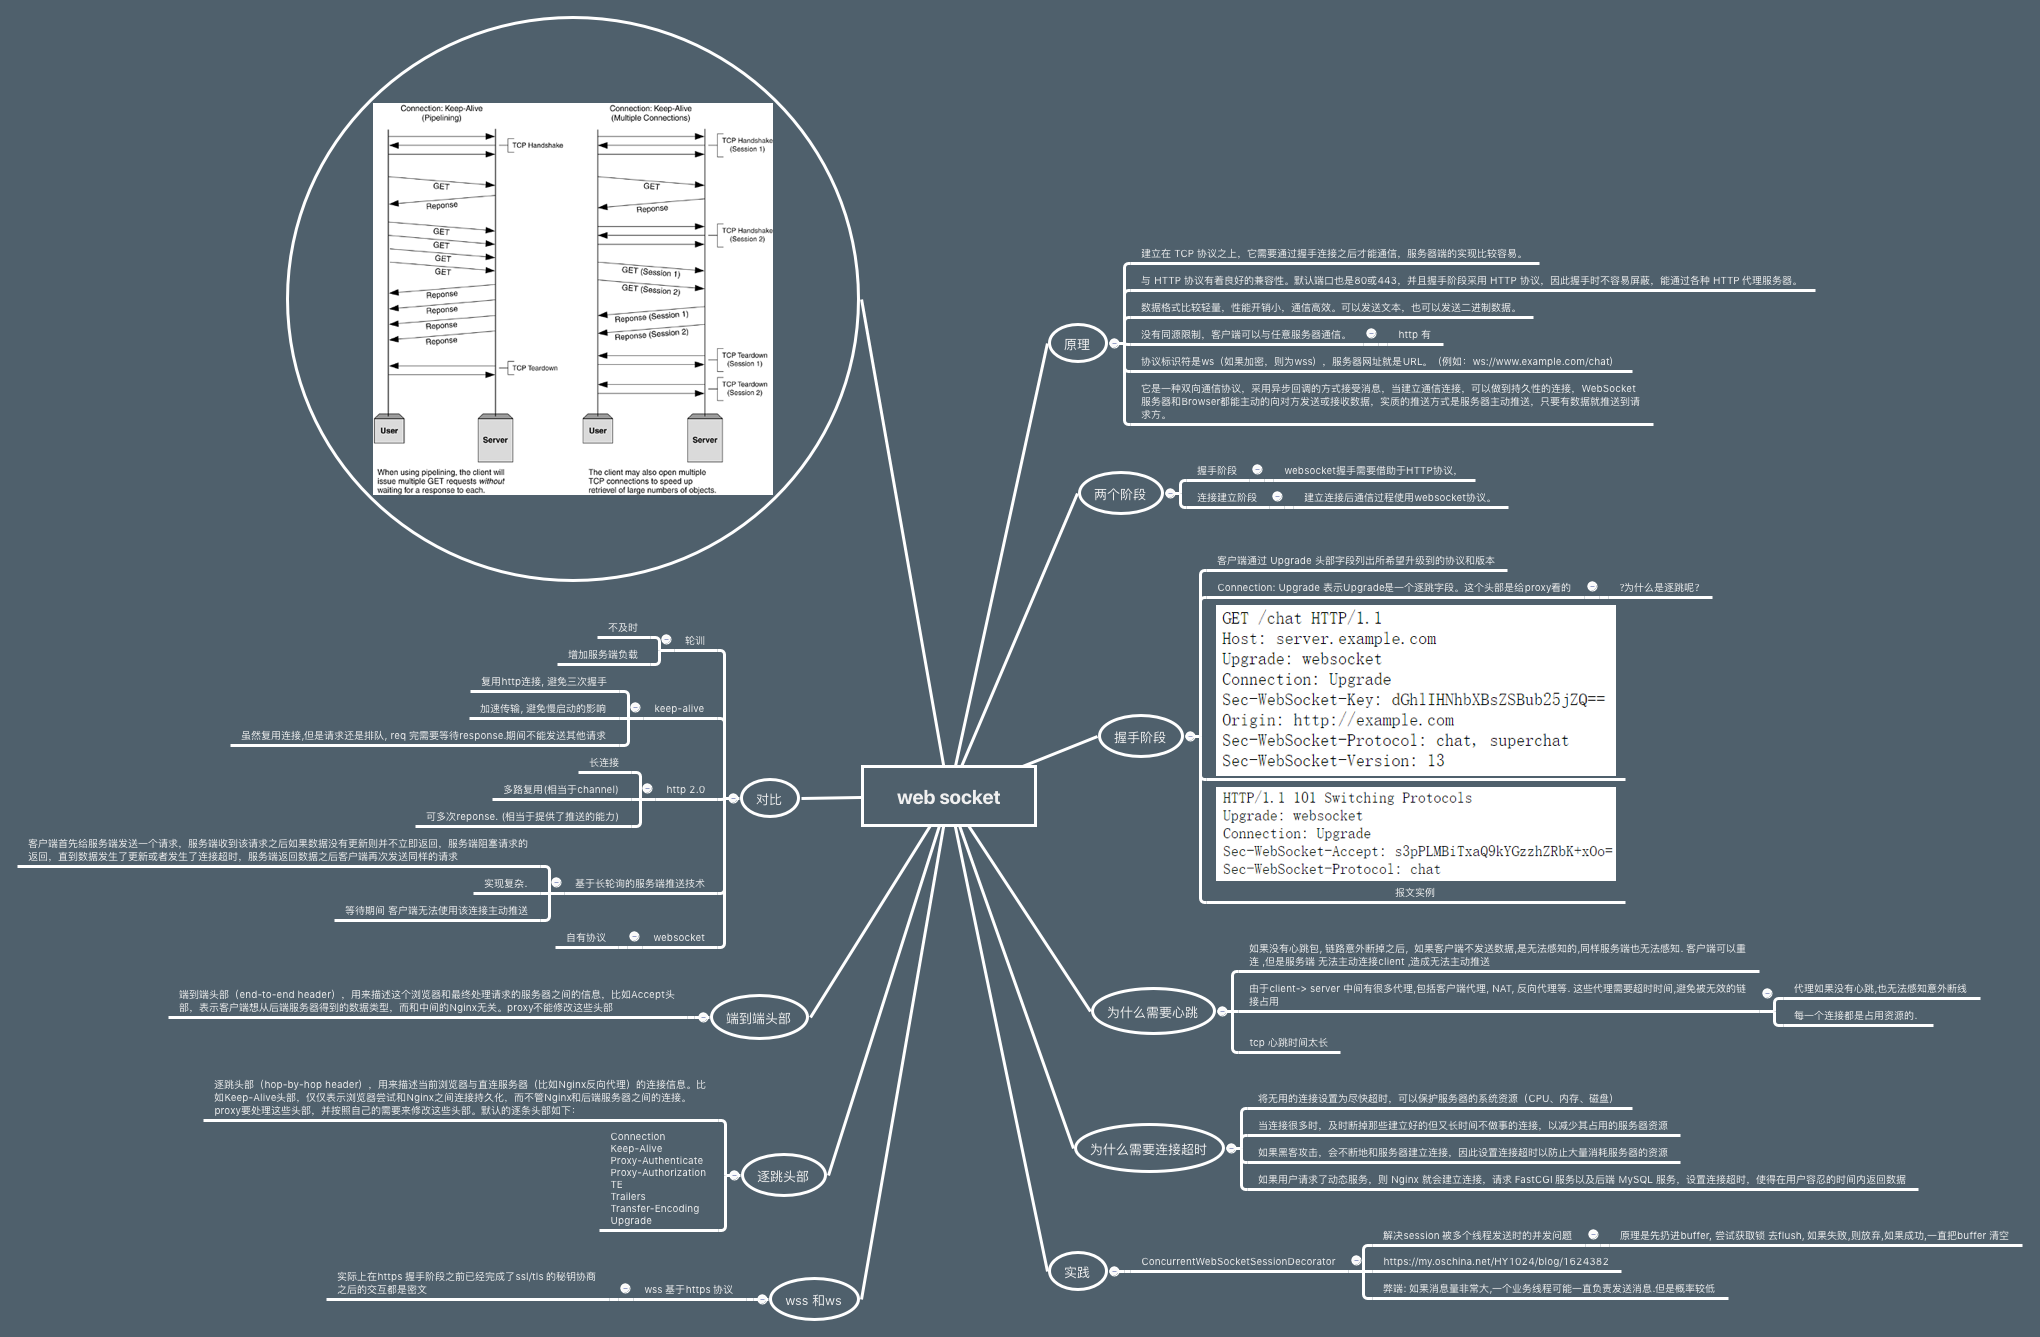 web socket
Connection: Keep-Alive
(Pipelining)
TCP Handshake
GET
Reponse
GET
GET
GET
GET
Reponse
Reponse
Reponse
Reponse
TCP Teardown
User
Server
When using pipelining, the client will
issue multiple GET requests without
waiting for a response to each.
Connection: Keep-Alive
(Multiple Connections)
TCP Handshake
(Session 1)
GET
Reponse
TCP Handshake
(Session 2)
GET (Session 1)
GET (Session 2)
Reponse (Session 1)
Reponse (Session 2)
TCP Teardown
(Session 1)
TCP Teardown
(Session 2)
User
Server
The client may also open multiple
TCP connections to speed up
retrievel of large numbers of objects.
原理
建立在 TCP 协议之上，它需要通过握手连接之后才能通信，服务器端的实现比较容易。
与 HTTP 协议有着良好的兼容性。默认端口也是80或443，并且握手阶段采用 HTTP 协议，因此握手时不容易屏蔽，能通过各种 HTTP 代理服务器。
数据格式比较轻量，性能开销小，通信高效。可以发送文本，也可以发送二进制数据。
没有同源限制，客户端可以与任意服务器通信。
http 有
协议标识符是ws（如果加密，则为wss），服务器网址就是URL。（例如：ws://www.example.com/chat)
它是一种双向通信协议，采用异步回调的方式接受消息，当建立通信连接，可以做到持久性的连接，WebSocket
服务器和Browser都能主动的向对方发送或接收数据，实质的推送方式是服务器主动推送，只要有数据就推送到请
求方。
两个阶段
握手阶段
websocket握手需要借助于HTTP协议，
连接建立阶段
建立连接后通信过程使用websocket协议。
握手阶段
客户端通过 Upgrade 头部字段列出所希望升级到的协议和版本
Connection: Upgrade 表示Upgrade是一个逐跳字段。这个头部是给proxy看的
?为什么是逐跳呢?
GET /chat HTTP/1.1
Host: server.example.com
Upgrade: websocket
Connection: Upgrade
Sec-WebSocket-Key: dGhlIHNhbXBsZSBub25jZQ==
Origin: http://example.com
Sec-WebSocket-Protocol: chat, superchat
Sec-WebSocket-Version: 13
HTTP/1.1 101 Switching Protocols
Upgrade: websocket
Connection: Upgrade
Sec-WebSocket-Accept: s3pPLMBiTxaQ9kYGzzhZRbK+xOo=
Sec-WebSocket-Protocol: chat
报文实例
为什么需要心跳
如果没有心跳包, 链路意外断掉之后，如果客户端不发送数据,是无法感知的,同样服务端也无法感知. 客户端可以重
连 ,但是服务端 无法主动连接client ,造成无法主动推送
由于client-> server 中间有很多代理,包括客户端代理, NAT, 反向代理等. 这些代理需要超时时间,避免被无效的链
接占用
代理如果没有心跳,也无法感知意外断线
每一个连接都是占用资源的.
tcp 心跳时间太长
为什么需要连接超时
将无用的连接设置为尽快超时，可以保护服务器的系统资源（CPU、内存、磁盘）
当连接很多时，及时断掉那些建立好的但又长时间不做事的连接，以减少其占用的服务器资源
如果黑客攻击，会不断地和服务器建立连接，因此设置连接超时以防止大量消耗服务器的资源
如果用户请求了动态服务，则 Nginx 就会建立连接，请求 FastCGI 服务以及后端 MySQL 服务，设置连接超时，使得在用户容忍的时间内返回数据
实践
ConcurrentWebSocketSessionDecorator
解决session 被多个线程发送时的并发问题
原理是先扔进buffer, 尝试获取锁 去flush, 如果失败,则放弃,如果成功,一直把buffer 清空
https://my.oschina.net/HY1024/blog/1624382
弊端: 如果消息量非常大,一个业务线程可能一直负责发送消息.但是概率较低
对比
轮训
不及时
增加服务端负载
keep-alive
复用http连接, 避免三次握手
加速传输, 避免慢启动的影响
虽然复用连接,但是请求还是排队, req 完需要等待response.期间不能发送其他请求
http 2.0
长连接
多路复用(相当于channel)
可多次reponse. (相当于提供了推送的能力)
基于长轮询的服务端推送技术
客户端首先给服务端发送一个请求，服务端收到该请求之后如果数据没有更新则并不立即返回，服务端阻塞请求的
返回，直到数据发生了更新或者发生了连接超时，服务端返回数据之后客户端再次发送同样的请求
实现复杂.
等待期间 客户端无法使用该连接主动推送
websocket
自有协议
端到端头部
端到端头部（end-to-end header），用来描述这个浏览器和最终处理请求的服务器之间的信息，比如Accept头
部，表示客户端想从后端服务器得到的数据类型，而和中间的Nginx无关。proxy不能修改这些头部
逐跳头部
逐跳头部（hop-by-hop header），用来描述当前浏览器与直连服务器（比如Nginx反向代理）的连接信息。比
如Keep-Alive头部，仅仅表示浏览器尝试和Nginx之间连接持久化，而不管Nginx和后端服务器之间的连接。
proxy要处理这些头部，并按照自己的需要来修改这些头部。默认的逐条头部如下：
Connection
Keep-Alive
Proxy-Authenticate
Proxy-Authorization
TE
Trailers
Transfer-Encoding
Upgrade
wss 和ws
wss 基于https 协议
实际上在https 握手阶段之前已经完成了ssl/tls 的秘钥协商
之后的交互都是密文